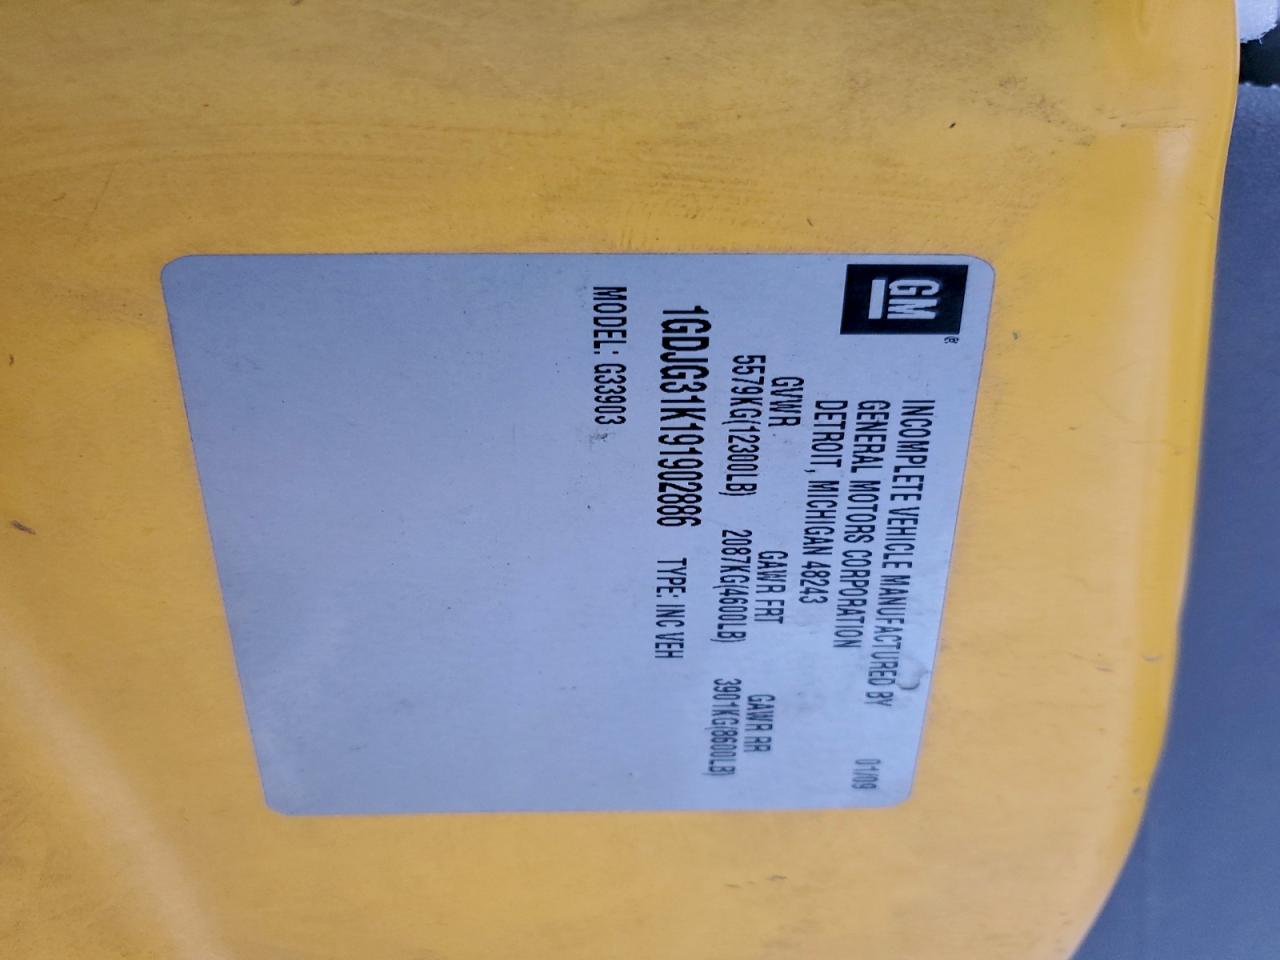 GM®
INCOMPLETE VEHICLE MANUFACTURED BY 01/09
GENERAL MOTORS CORPORATION
DETROIT, MICHIGAN 48243
GVWR GAWR FRT GAWR RR
5579KG(12300LB) 2087KG(4600LB) 3901KG(8600LB)
1GDJG31K191902886 TYPE: INC VEH
MODEL: G33903